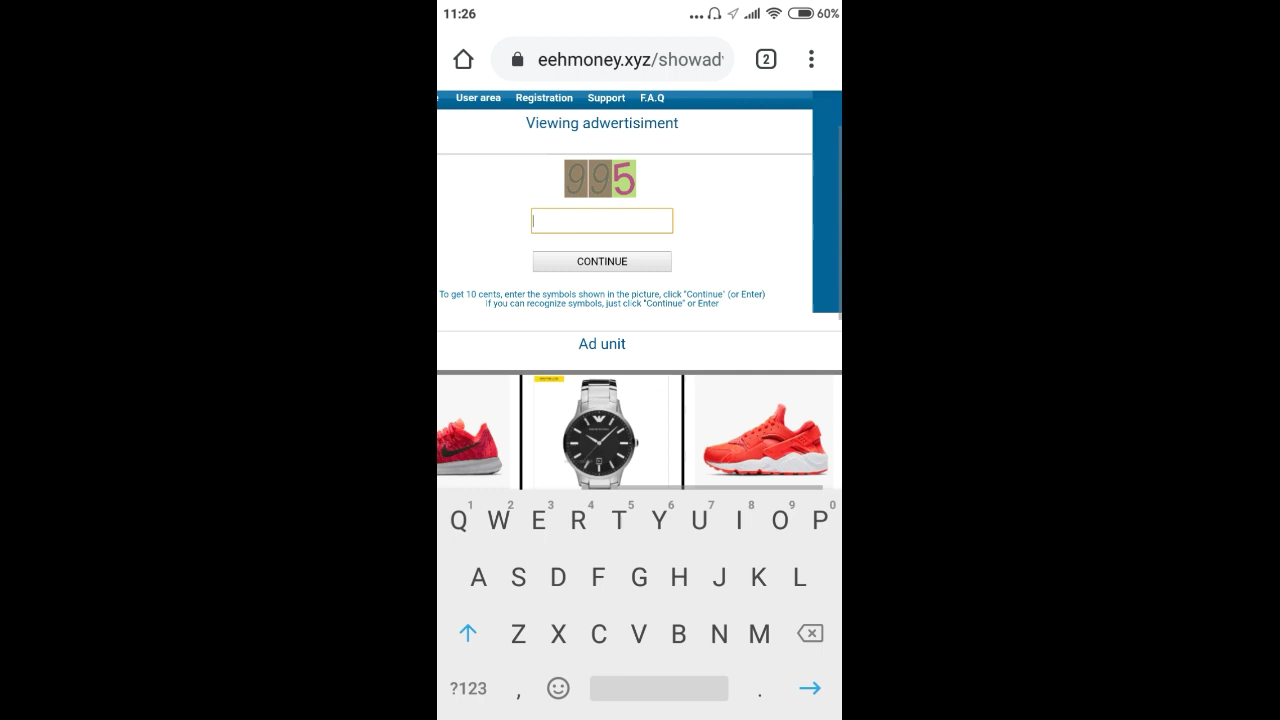 11:26
60%
eehmoney.xyz/showad
2
User area Registration Support F.A.Q
Viewing adwertisiment
995
CONTINUE
To get 10 cents, enter the symbols shown in the picture, click "Continue" (or Enter)
If you can recognize symbols, just click "Continue" or Enter
Ad unit
1 2 3 4 5 6 7 8 9 0
Q W E R T Y U I O P
A S D F G H J K L
Z X C V B N M
?123 , .